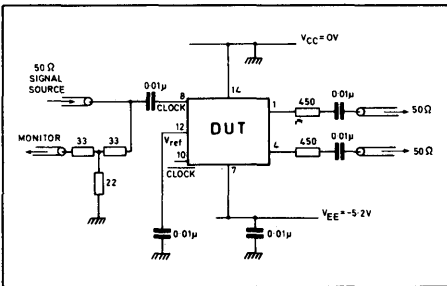 VCC = 0V
50 Ω
SIGNAL
SOURCE
0·01µ
8
CLOCK
14
1
450
0·01µ
50Ω
MONITOR
33
33
12
Vref
DUT
10
CLOCK
4
450
0·01µ
50Ω
22
7
VEE = -5·2V
0·01µ
0·01µ